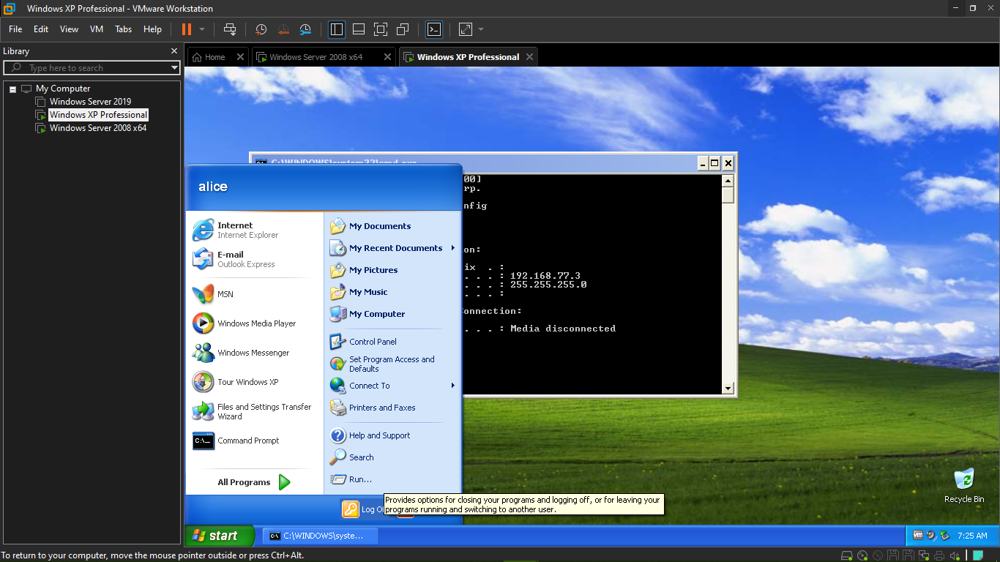 Windows XP Professional - VMware Workstation
File Edit View VM Tabs Help
Library
Type here to search
My Computer
Windows Server 2019
Windows XP Professional
Windows Server 2008 x64
Home
Windows Server 2008 x64
Windows XP Professional
C:\WINDOWS\system32\cmd.exe
00]
rp.
nfig
on:
ix . :
. . . : 192.168.77.3
. . . : 255.255.255.0
. . . :
onnection:
. . . : Media disconnected
alice
Internet
Internet Explorer
E-mail
Outlook Express
MSN
Windows Media Player
Windows Messenger
Tour Windows XP
Files and Settings Transfer
Wizard
C:\_
Command Prompt
All Programs
My Documents
My Recent Documents
My Pictures
My Music
My Computer
Control Panel
Set Program Access and
Defaults
Connect To
Printers and Faxes
Help and Support
Search
Run...
Log O
Provides options for closing your programs and logging off, or for leaving your
programs running and switching to another user.
Recycle Bin
start
C:\WINDOWS\syste...
vm
7:25 AM
To return to your computer, move the mouse pointer outside or press Ctrl+Alt.